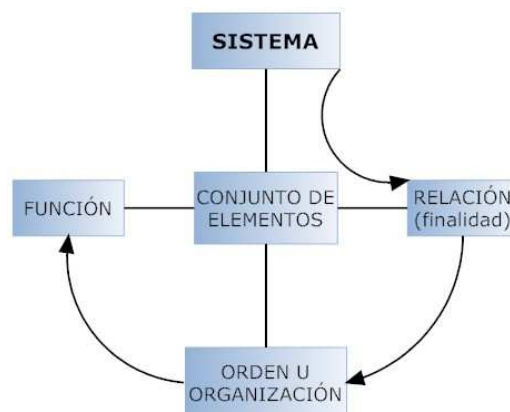 SISTEMA
FUNCIÓN
CONJUNTO DE
ELEMENTOS
RELACIÓN
(finalidad)
ORDEN U
ORGANIZACIÓN